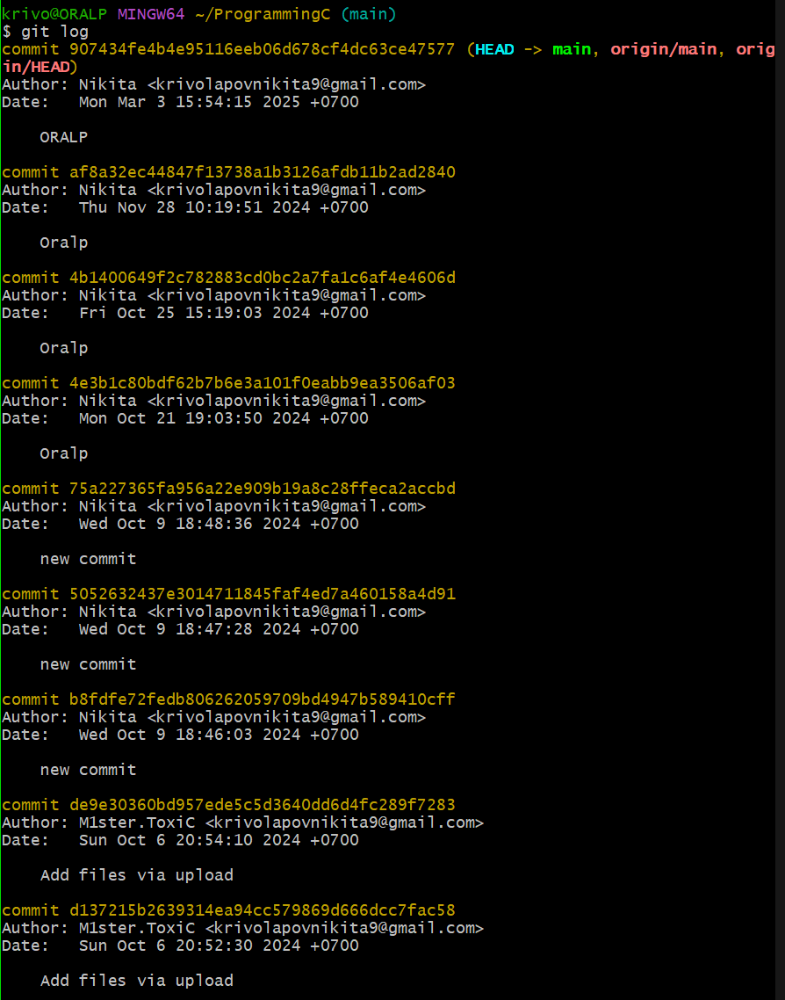 krivo@ORALP MINGW64 ~/ProgrammingC (main)
$ git log
commit 907434fe4b4e95116eeb06d678cf4dc63ce47577 (HEAD -> main, origin/main, orig
in/HEAD)
Author: Nikita <krivolapovnikita9@gmail.com>
Date:   Mon Mar 3 15:54:15 2025 +0700

    ORALP

commit af8a32ec44847f13738a1b3126afdb11b2ad2840
Author: Nikita <krivolapovnikita9@gmail.com>
Date:   Thu Nov 28 10:19:51 2024 +0700

    Oralp

commit 4b1400649f2c782883cd0bc2a7fa1c6af4e4606d
Author: Nikita <krivolapovnikita9@gmail.com>
Date:   Fri Oct 25 15:19:03 2024 +0700

    Oralp

commit 4e3b1c80bdf62b7b6e3a101f0eabb9ea3506af03
Author: Nikita <krivolapovnikita9@gmail.com>
Date:   Mon Oct 21 19:03:50 2024 +0700

    Oralp

commit 75a227365fa956a22e909b19a8c28ffeca2accbd
Author: Nikita <krivolapovnikita9@gmail.com>
Date:   Wed Oct 9 18:48:36 2024 +0700

    new commit

commit 5052632437e3014711845faf4ed7a460158a4d91
Author: Nikita <krivolapovnikita9@gmail.com>
Date:   Wed Oct 9 18:47:28 2024 +0700

    new commit

commit b8fdfe72fedb806262059709bd4947b589410cff
Author: Nikita <krivolapovnikita9@gmail.com>
Date:   Wed Oct 9 18:46:03 2024 +0700

    new commit

commit de9e30360bd957ede5c5d3640dd6d4fc289f7283
Author: M1ster.ToxiC <krivolapovnikita9@gmail.com>
Date:   Sun Oct 6 20:54:10 2024 +0700

    Add files via upload

commit d137215b2639314ea94cc579869d666dcc7fac58
Author: M1ster.ToxiC <krivolapovnikita9@gmail.com>
Date:   Sun Oct 6 20:52:30 2024 +0700

    Add files via upload